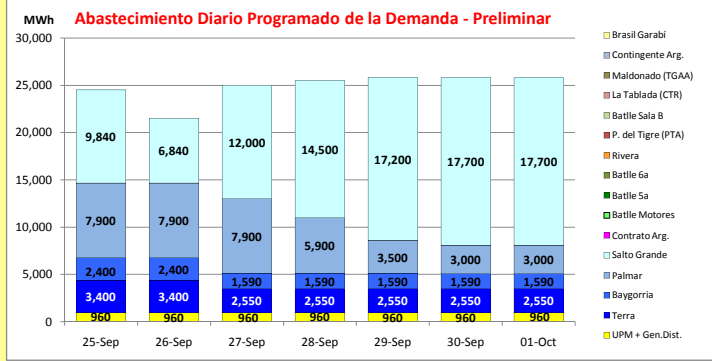 MWh
Abastecimiento Diario Programado de la Demanda - Preliminar
30,000
25,000
20,000
15,000
10,000
5,000
0
9,840 6,840 12,000 14,500 17,200 17,700 17,700
7,900 7,900 7,900 5,900 3,500 3,000 3,000
2,400 2,400 1,590 1,590 1,590 1,590 1,590
3,400 3,400 2,550 2,550 2,550 2,550 2,550
960 960 960 960 960 960 960
25-Sep 26-Sep 27-Sep 28-Sep 29-Sep 30-Sep 01-Oct
Brasil Garabí
Contingente Arg.
Maldonado (TGAA)
La Tablada (CTR)
Batlle Sala B
P. del Tigre (PTA)
Rivera
Batlle 6a
Batlle 5a
Batlle Motores
Contrato Arg.
Salto Grande
Palmar
Baygorria
Terra
UPM + Gen.Dist.